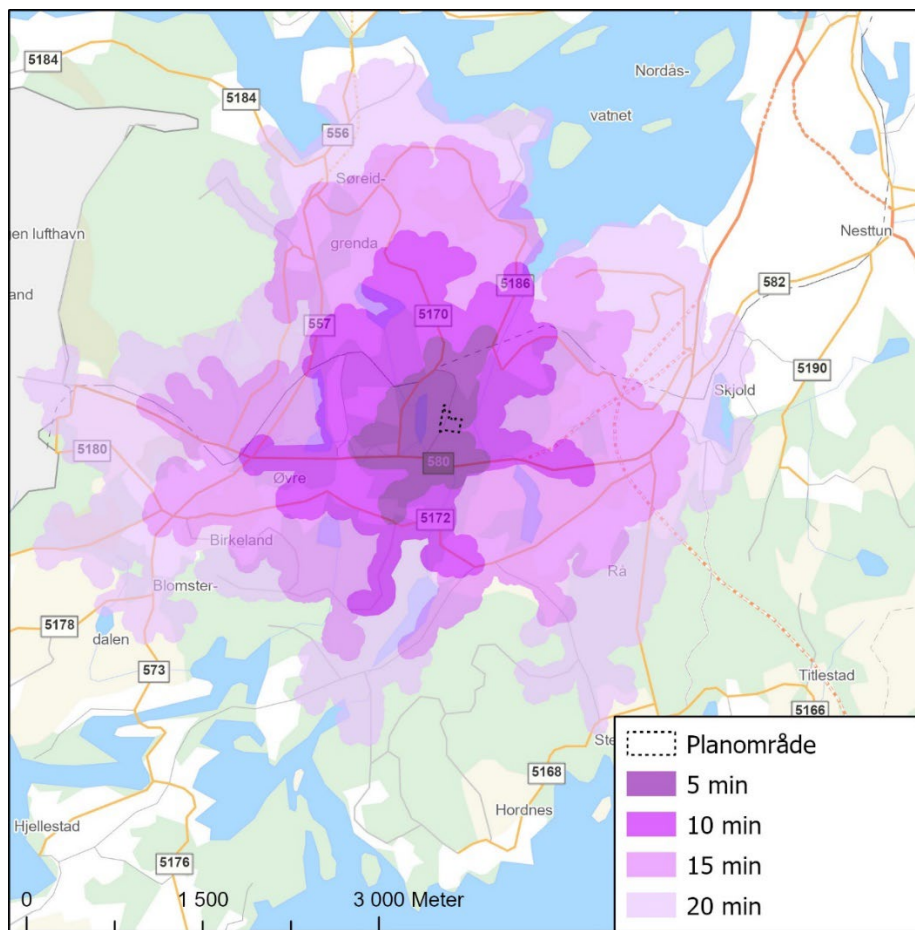 5184
5184
556
Nordås-
vatnet
Søreid-
grenda
en lufthavn
and
Nesttun
5186
582
5170
557
5190
Skjold
5180
580
Øvre
5172
Birkeland
Rå
Blomster-
dalen
5178
573
Titlestad
5166
Ste
5168
Hordnes
Hjellestad
5176
0
1 500
3 000 Meter
Planområde
5 min
10 min
15 min
20 min